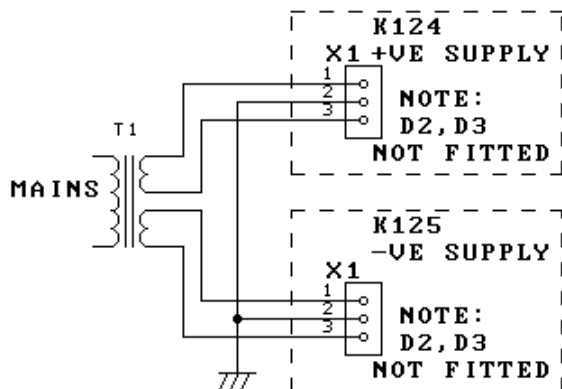 K124
X1 +VE SUPPLY
1
2
3
NOTE:
D2,D3
NOT FITTED
T1
MAINS
K125
-VE SUPPLY
X1
1
2
3
NOTE:
D2,D3
NOT FITTED